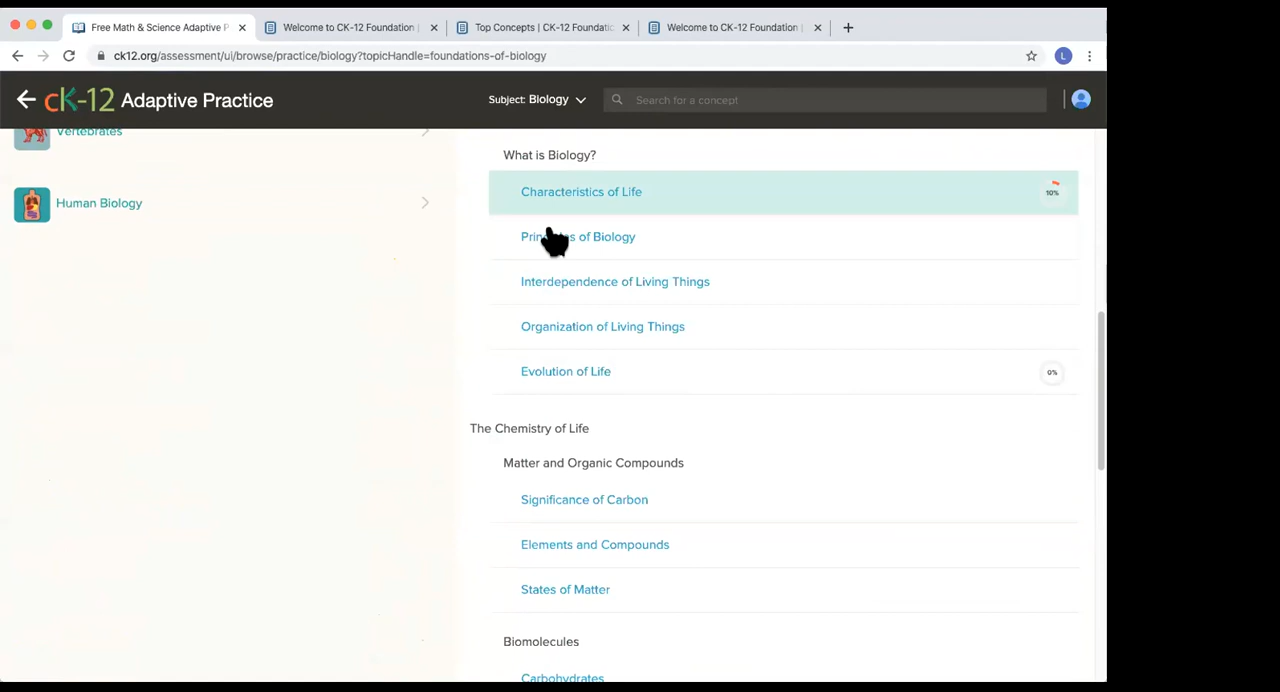 Free Math & Science Adaptive P
Welcome to CK-12 Foundation |
Top Concepts | CK-12 Foundatic
Welcome to CK-12 Foundation |
ck12.org/assessment/ui/browse/practice/biology?topicHandle=foundations-of-biology
L
cK-12 Adaptive Practice
Subject: Biology
Search for a concept
Vertebrates
Human Biology
What is Biology?
Characteristics of Life
10%
Principles of Biology
Interdependence of Living Things
Organization of Living Things
Evolution of Life
0%
The Chemistry of Life
Matter and Organic Compounds
Significance of Carbon
Elements and Compounds
States of Matter
Biomolecules
Carbohydrates